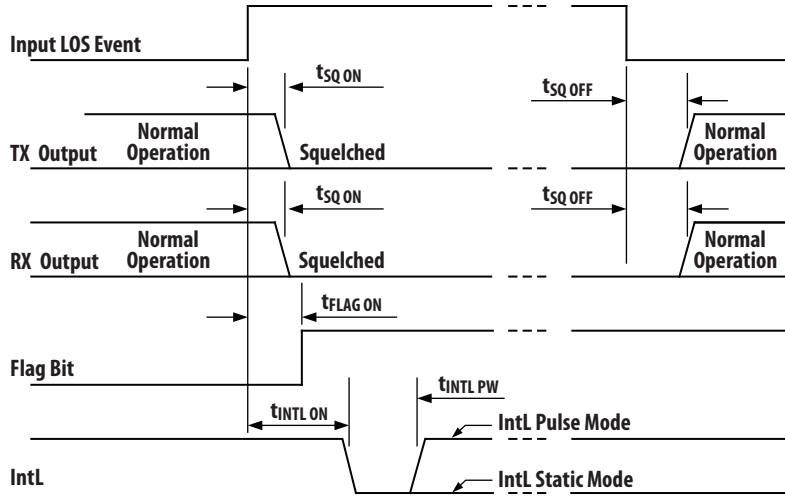 Input LOS Event
tSQ ON
tSQ OFF
Normal Operation
Squelched
Normal Operation
TX Output
tSQ ON
tSQ OFF
Normal Operation
Squelched
Normal Operation
RX Output
tFLAG ON
Flag Bit
tINTL ON
tINTL PW
IntL Pulse Mode
IntL
IntL Static Mode